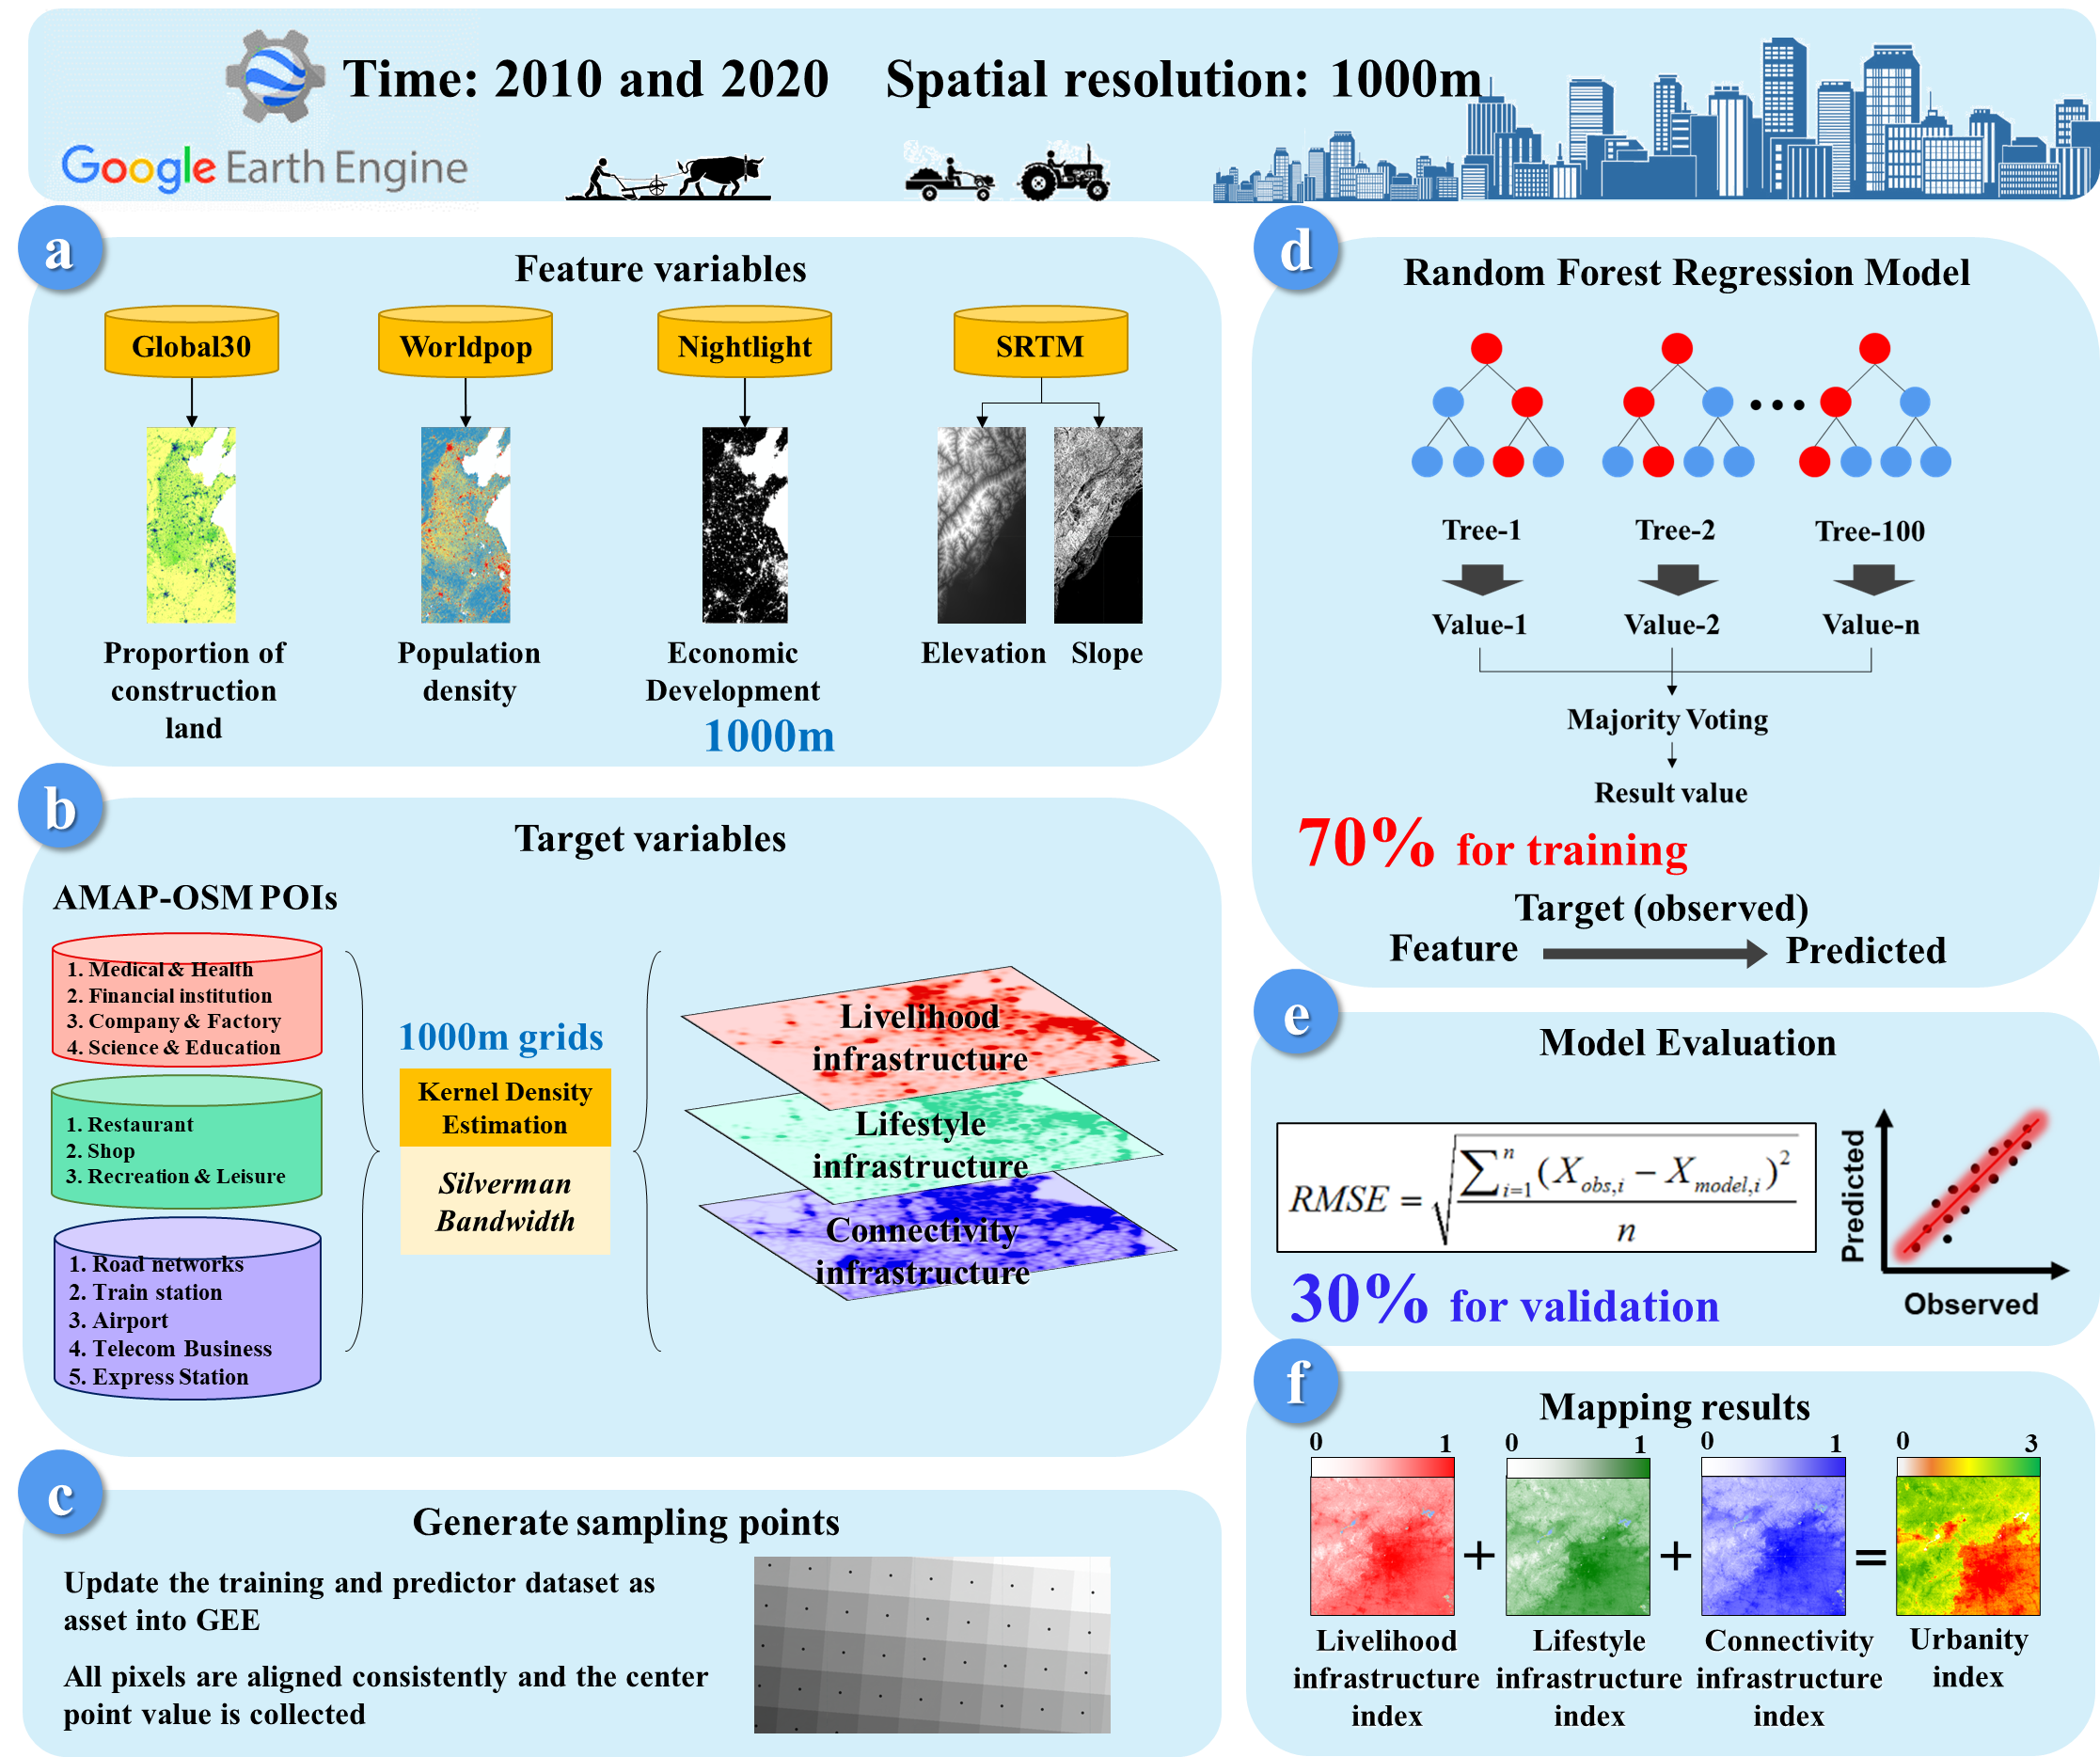 Time: 2010 and 2020 Spatial resolution: 1000m
Google Earth Engine
a
Feature variables
Global30
Worldpop
Nightlight
SRTM
Proportion of
construction
land
Population
density
Economic
Development
Elevation
Slope
1000m
b
Target variables
AMAP-OSM POIs
1. Medical & Health
2. Financial institution
3. Company & Factory
4. Science & Education
1. Restaurant
2. Shop
3. Recreation & Leisure
1. Road networks
2. Train station
3. Airport
4. Telecom Business
5. Express Station
1000m grids
Kernel Density
Estimation
Silverman
Bandwidth
Livelihood
infrastructure
Lifestyle
infrastructure
Connectivity
infrastructure
c
Generate sampling points
Update the training and predictor dataset as
asset into GEE
All pixels are aligned consistently and the center
point value is collected
d
Random Forest Regression Model
Tree-1
Tree-2
Tree-100
Value-1
Value-2
Value-n
Majority Voting
Result value
70% for training
Target (observed)
Feature
Predicted
e
Model Evaluation
RMSE = √(∑ⁿᵢ₌₁(X_obs,i − X_model,i)² / n)
Predicted
Observed
30% for validation
f
Mapping results
0 1
0 1
0 1
0 3
+ + =
Livelihood
infrastructure
index
Lifestyle
infrastructure
index
Connectivity
infrastructure
index
Urbanity
index